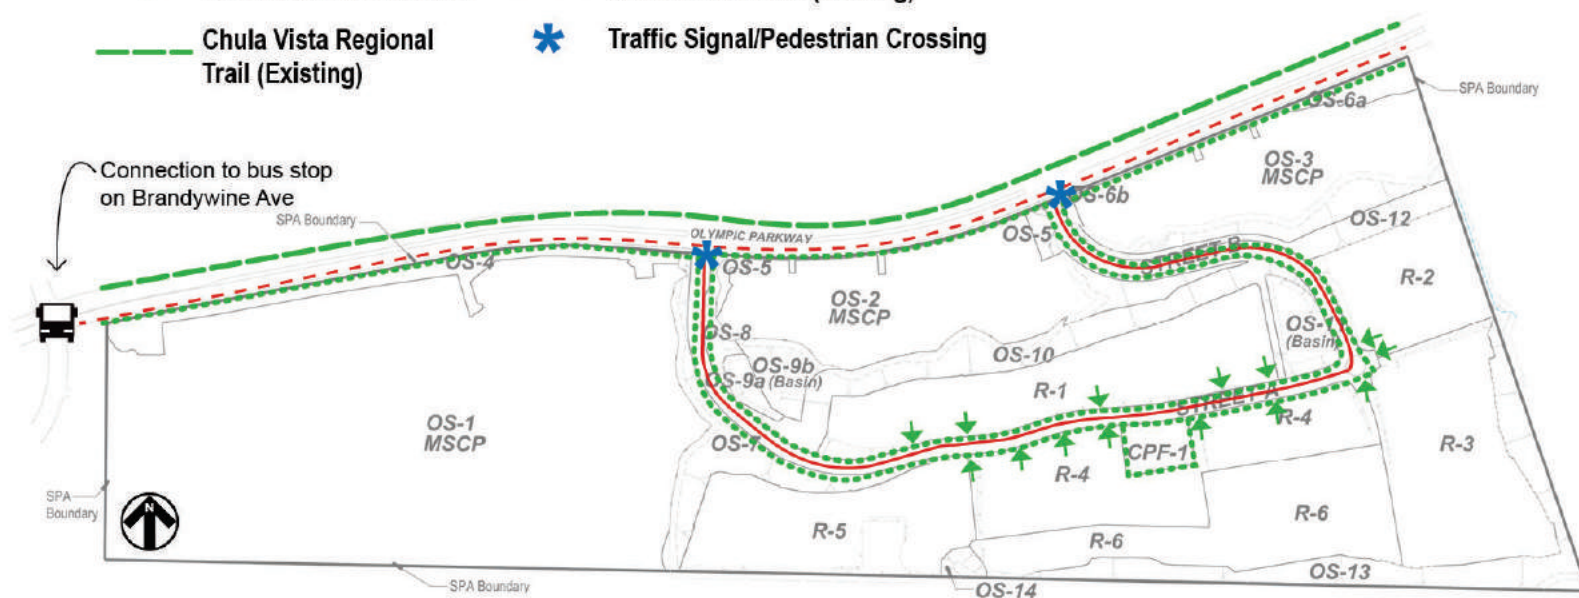 Chula Vista Regional
Trail (Existing)
Traffic Signal/Pedestrian Crossing
SPA Boundary
OS-6a
Connection to bus stop
on Brandywine Ave
OS-3
MSCP
SPA Boundary
OS-6b
OS-12
OLYMPIC PARKWAY
OS-5
STREET B
OS-4
OS-5
R-2
OS-2
MSCP
OS-8
(Basin)
OS-10
OS-9b
OS-9a (Basin)
R-1
STREET A
R-4
OS-1
MSCP
OS-7
CPF-1
R-3
R-4
SPA
Boundary
N
R-5
R-6
R-6
OS-13
SPA Boundary
OS-14